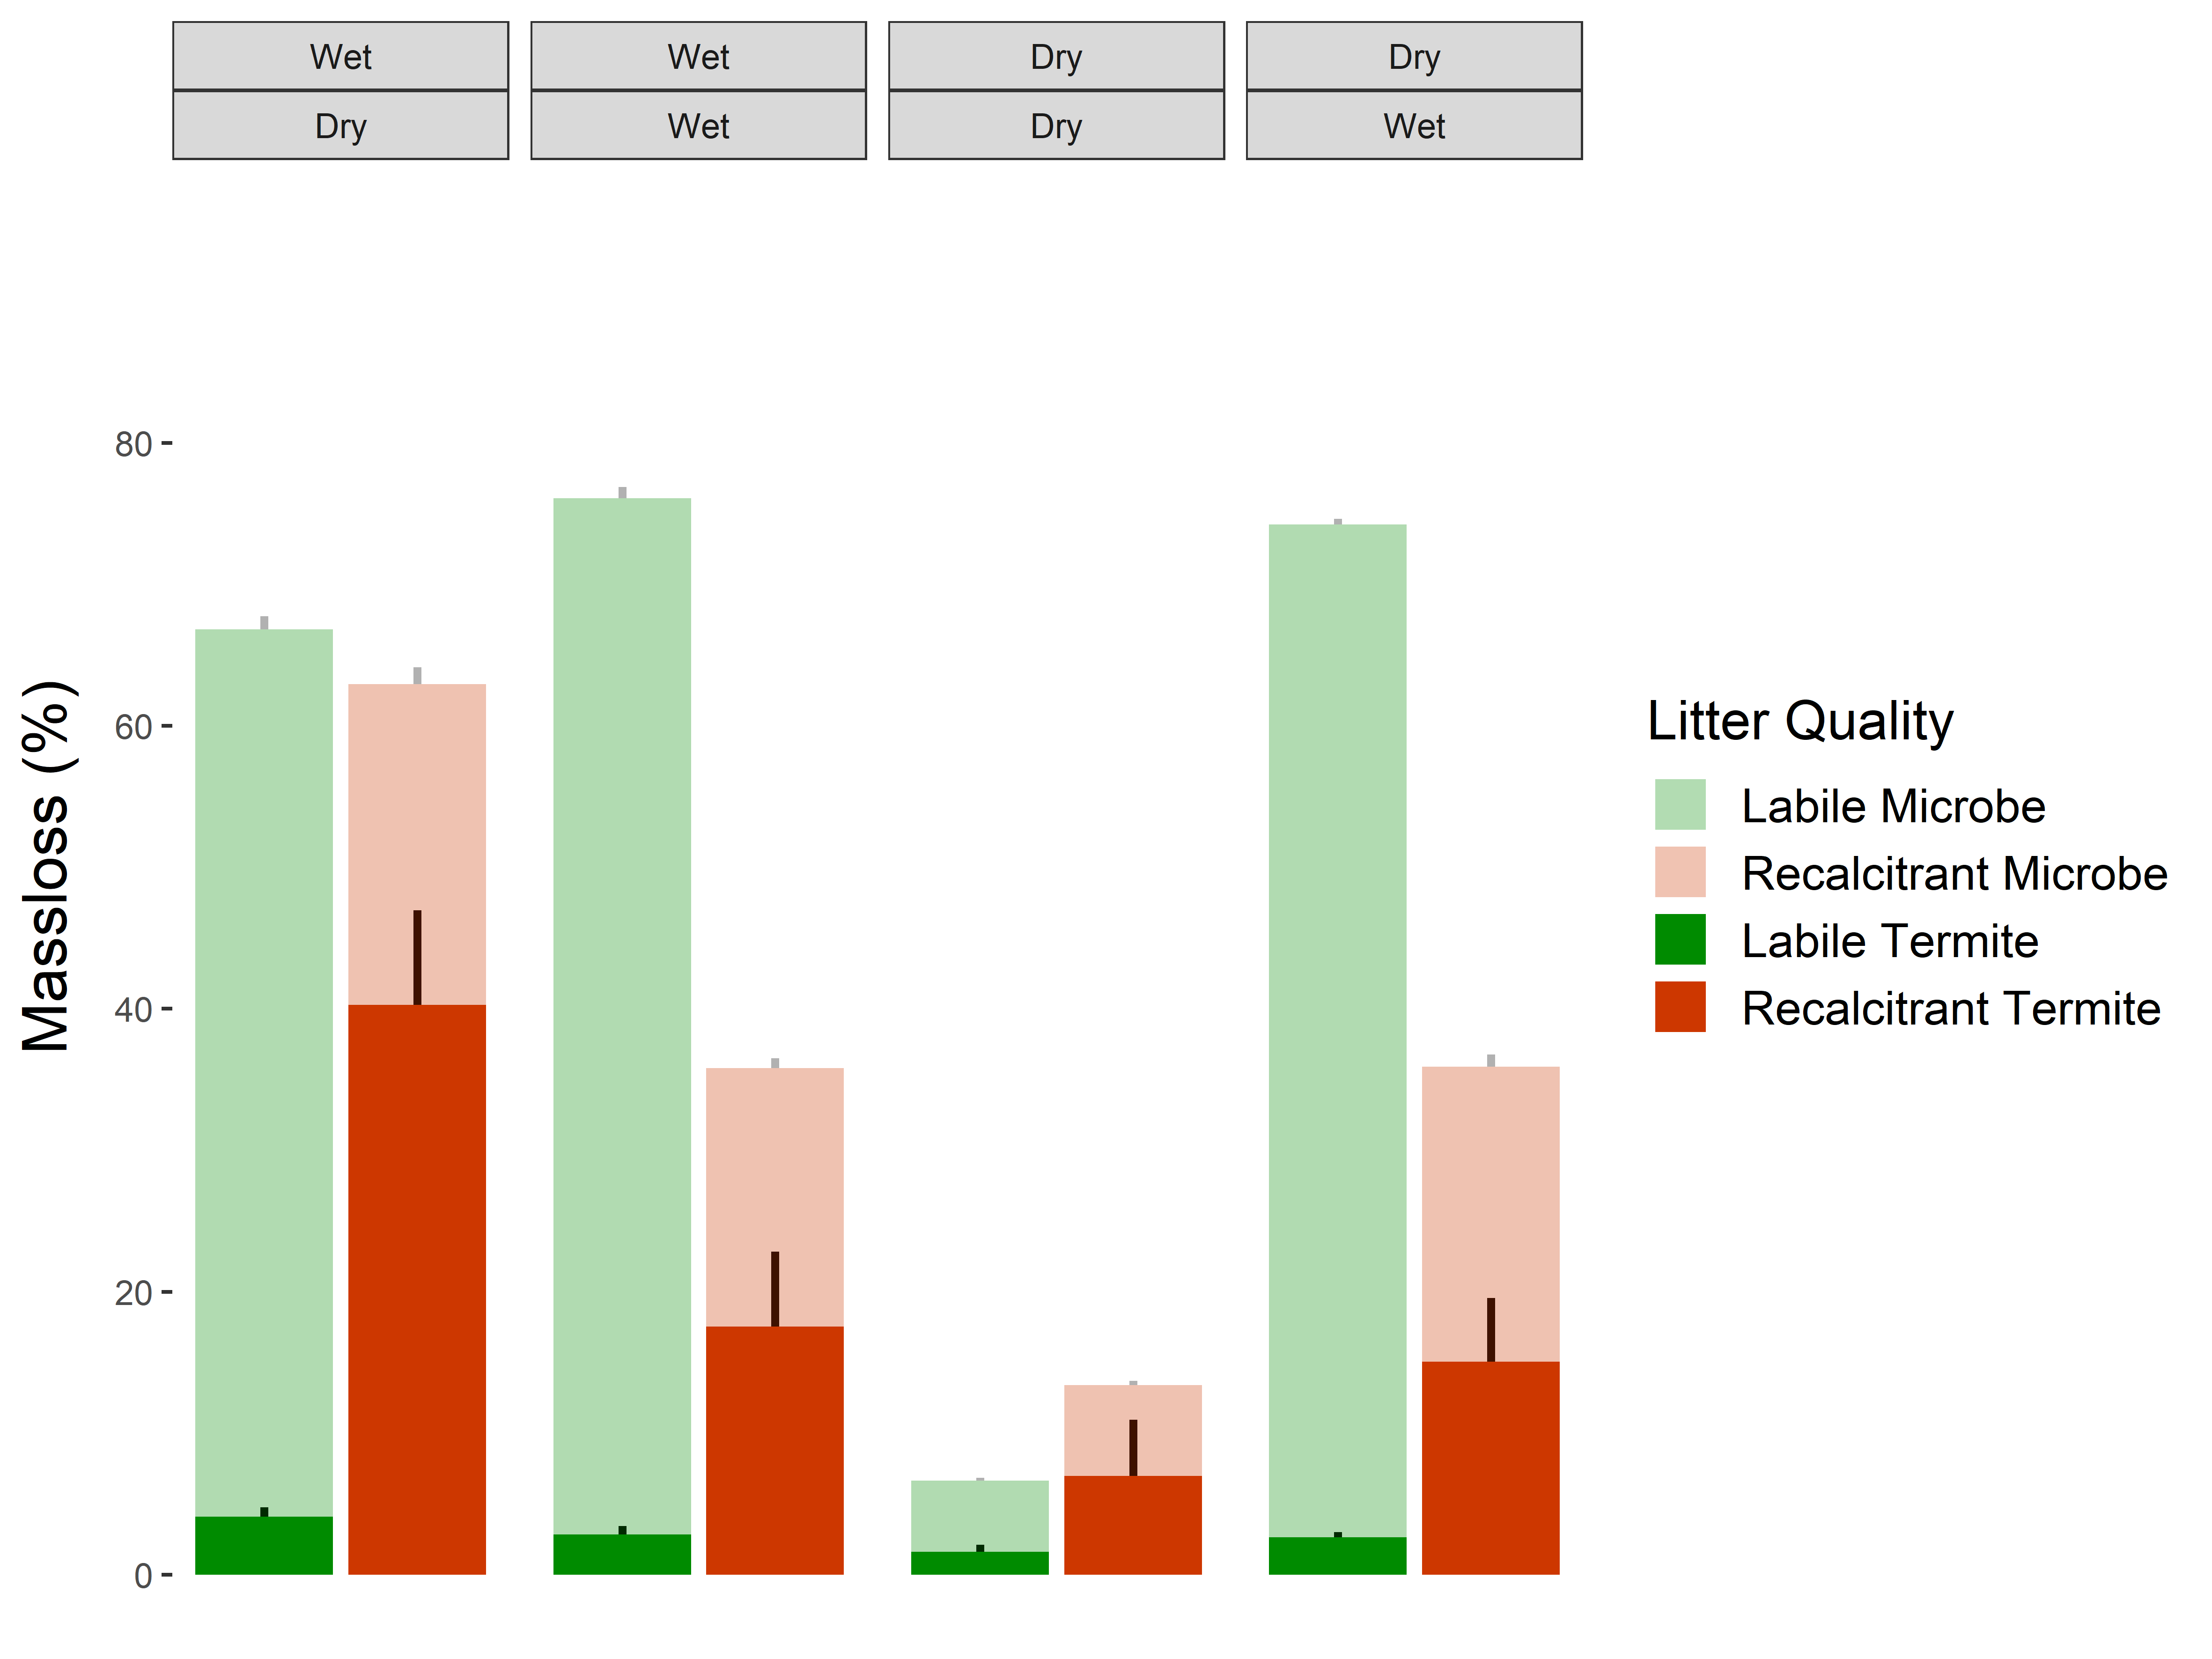 Wet Wet Dry Dry
Dry Wet Dry Wet
80
60
40
20
0
Massloss (%)
Litter Quality
Labile Microbe
Recalcitrant Microbe
Labile Termite
Recalcitrant Termite